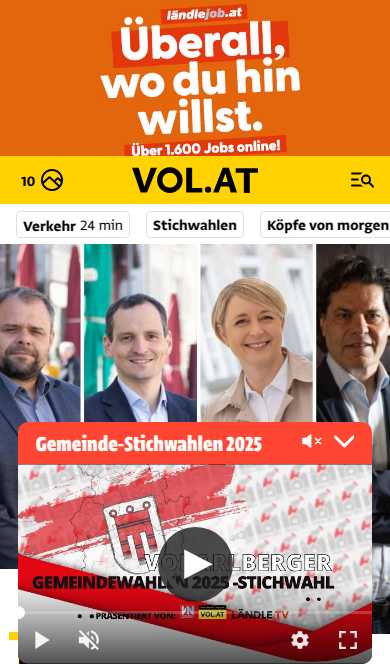 ländlejob.at
Überall,
wo du hin
willst.
Über 1.600 Jobs online!
10
VOL.AT
Verkehr 24 min
Stichwahlen
Köpfe von morgen
Gemeinde-Stichwahlen 2025
VORARLBERGER
GEMEINDEWAHLEN 2025 -STICHWAHL
PRÄSENTIERT VON: VN VOL.AT LÄNDLE TV